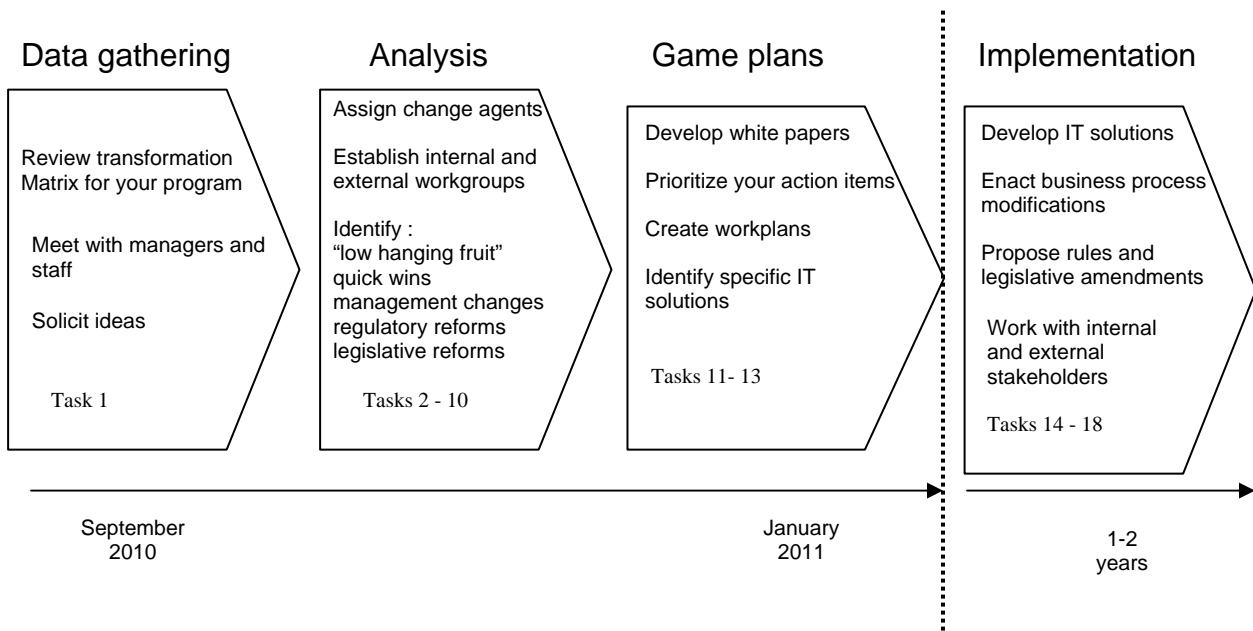 Data gathering
Review transformation
Matrix for your program
Meet with managers and
staff
Solicit ideas
Task 1
Analysis
Assign change agents
Establish internal and
external workgroups
Identify :
“low hanging fruit”
quick wins
management changes
regulatory reforms
legislative reforms
Tasks 2 - 10
Game plans
Develop white papers
Prioritize your action items
Create workplans
Identify specific IT
solutions
Tasks 11- 13
Implementation
Develop IT solutions
Enact business process
modifications
Propose rules and
legislative amendments
Work with internal
and external
stakeholders
Tasks 14 - 18
September
2010
January
2011
1-2
years